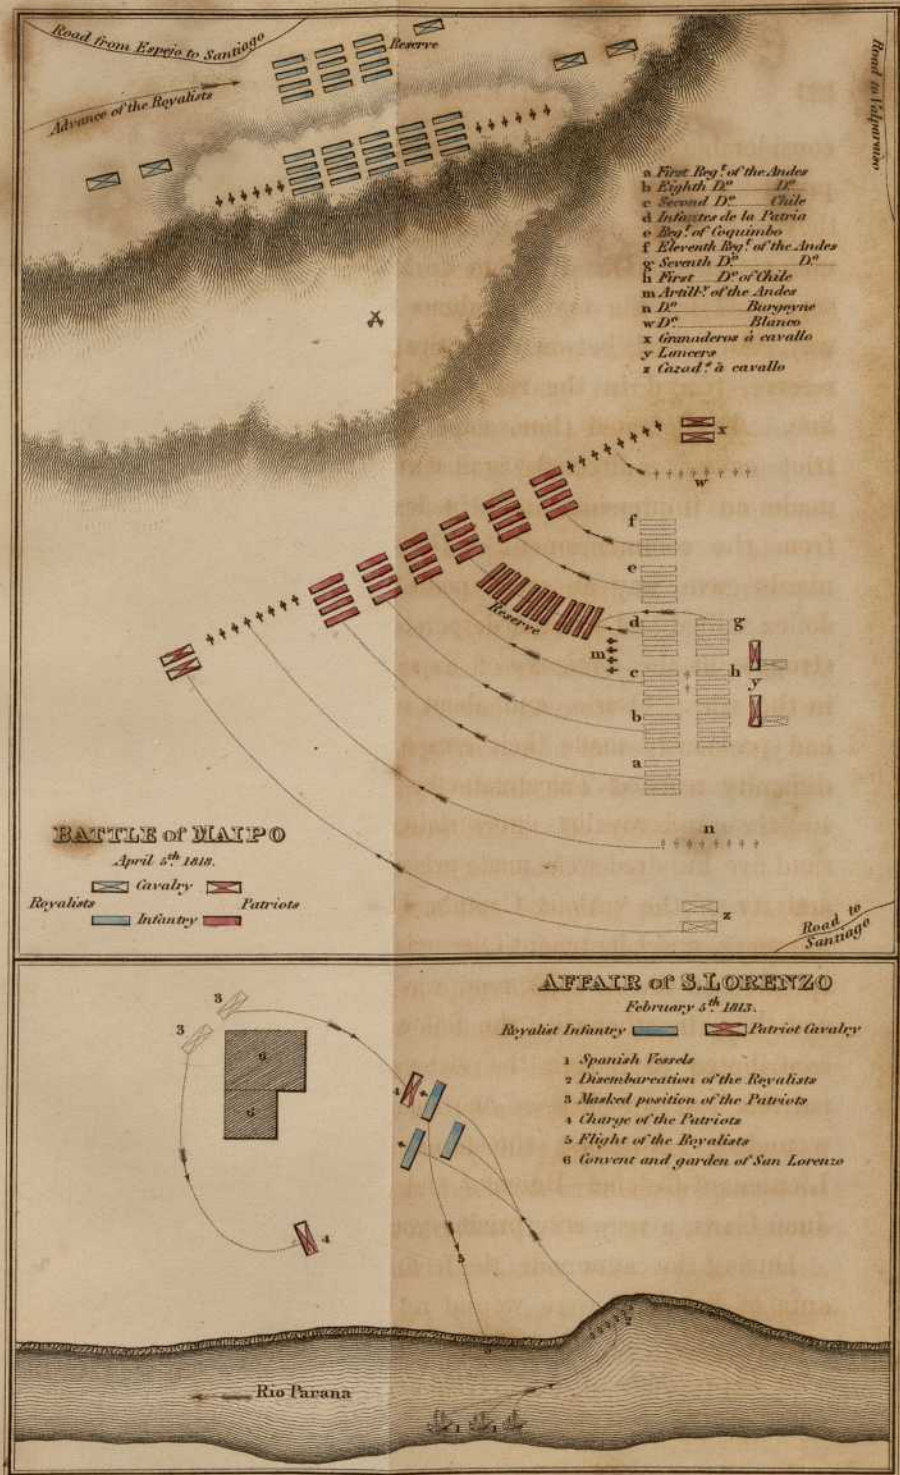 Road from Espejo to Santiago
Reserve
Advance of the Royalists
Road to Valparaiso
a First Regt. of the Andes
b Eighth Do. Do.
c Second Do. Chile
d Infantes de la Patria
e Regt. of Coquimbo
f Eleventh Regt. of the Andes
g Seventh Do. Do.
h First Do. of Chile
m Artilly. of the Andes
n Do. Burgoyne
w Do. Blanco
x Granaderos à cavallo
y Lancers
z Cazads. à cavallo
x
w
f
e
Reserve
d
g
m
c
h
y
b
a
n
z
BATTLE of MAIPO
April 5th. 1818.
Cavalry
Royalists
Patriots
Infantry
Road to
Santiago
AFFAIR of S. LORENZO
February 5th 1813.
Royalist Infantry
Patriot Cavalry
1 Spanish Vessels
2 Disembarcation of the Royalists
3 Masked position of the Patriots
4 Charge of the Patriots
5 Flight of the Royalists
6 Convent and garden of San Lorenzo
3
3
6
6
4
4
5
Rio Parana